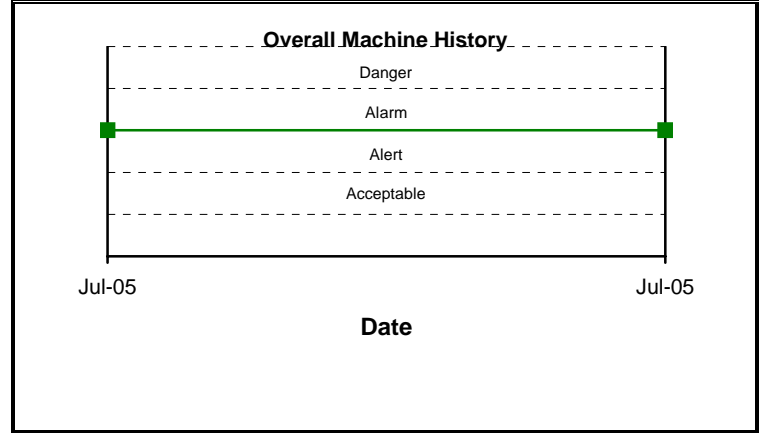 Overall Machine History
Danger
Alarm
Alert
Acceptable
Jul-05 Jul-05
Date